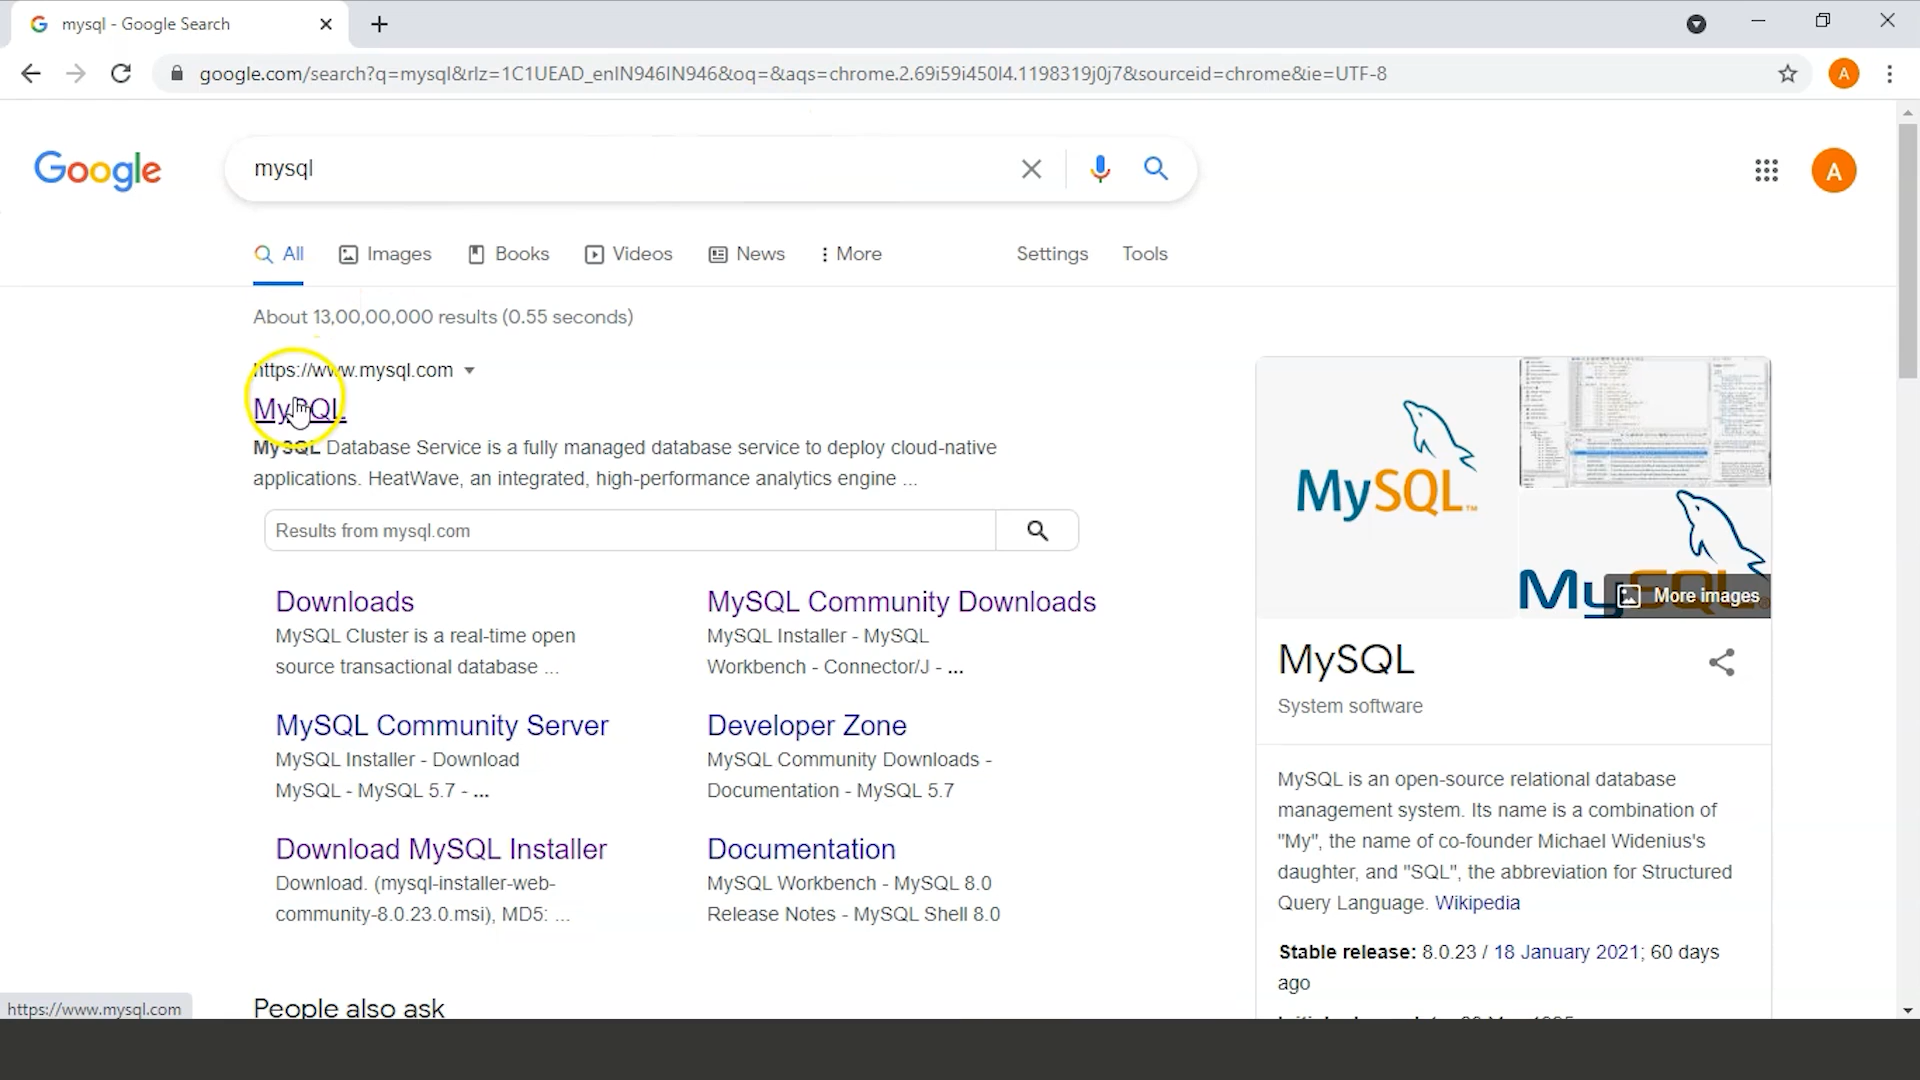 mysql - Google Search
google.com/search?q=mysql&rlz=1C1UEAD_enIN946IN946&oq=&aqs=chrome.2.69i59i450l4.1198319j0j7&sourceid=chrome&ie=UTF-8
A
Google
mysql
A
All
Images
Books
Videos
News
More
Settings
Tools
About 13,00,00,000 results (0.55 seconds)
https://www.mysql.com
MySQL
MySQL Database Service is a fully managed database service to deploy cloud-native
applications. HeatWave, an integrated, high-performance analytics engine ...
Results from mysql.com
Downloads
MySQL Cluster is a real-time open
source transactional database ...
MySQL Community Downloads
MySQL Installer - MySQL
Workbench - Connector/J - ...
MySQL Community Server
MySQL Installer - Download
MySQL - MySQL 5.7 - ...
Developer Zone
MySQL Community Downloads -
Documentation - MySQL 5.7
Download MySQL Installer
Download. (mysql-installer-web-
community-8.0.23.0.msi), MD5: ...
Documentation
MySQL Workbench - MySQL 8.0
Release Notes - MySQL Shell 8.0
People also ask
MySQL™
MySQL
More images
MySQL
System software
MySQL is an open-source relational database
management system. Its name is a combination of
"My", the name of co-founder Michael Widenius's
daughter, and "SQL", the abbreviation for Structured
Query Language. Wikipedia
Stable release: 8.0.23 / 18 January 2021; 60 days
ago
https://www.mysql.com